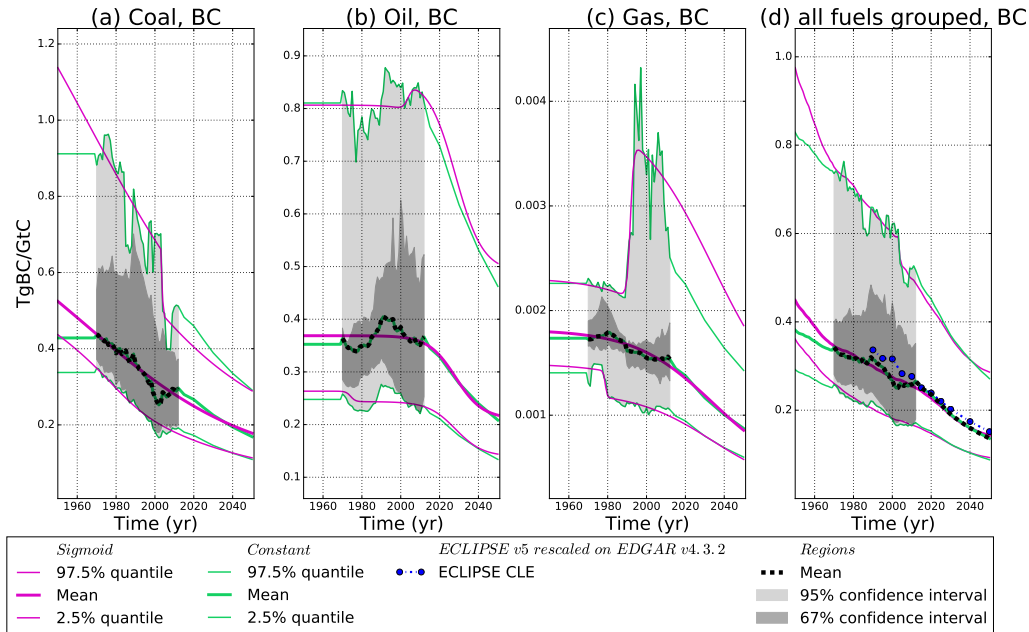 (a) Coal, BC
(b) Oil, BC
(c) Gas, BC
(d) all fuels grouped, BC
TgBC/GtC
1.2
1.0
0.8
0.6
0.4
0.2
1960 1980 2000 2020 2040
Time (yr)
0.9
0.8
0.7
0.6
0.5
0.4
0.3
0.2
0.1
1960 1980 2000 2020 2040
Time (yr)
0.004
0.003
0.002
0.001
1960 1980 2000 2020 2040
Time (yr)
1.0
0.8
0.6
0.4
0.2
1960 1980 2000 2020 2040
Time (yr)
Sigmoid
97.5% quantile
Mean
2.5% quantile
Constant
97.5% quantile
Mean
2.5% quantile
ECLIPSE v5 rescaled on EDGAR v4.3.2
ECLIPSE CLE
Regions
Mean
95% confidence interval
67% confidence interval